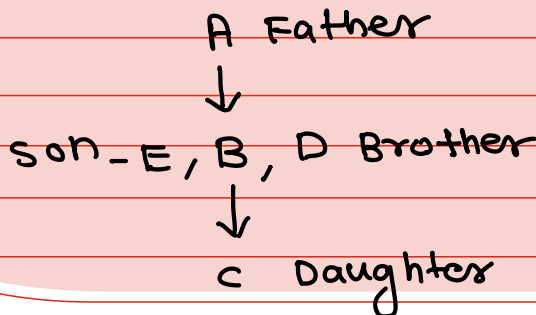 A Father
↓
Son - E, B, D Brother
↓
C Daughter